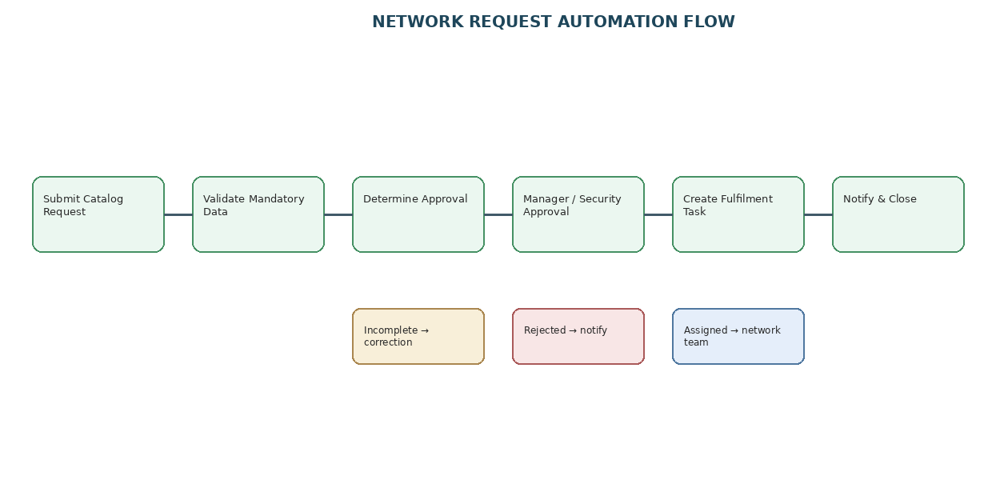 NETWORK REQUEST AUTOMATION FLOW
Submit Catalog
Request
Validate Mandatory
Data
Determine Approval
Manager / Security
Approval
Create Fulfilment
Task
Notify & Close
Incomplete →
correction
Rejected → notify
Assigned → network
team